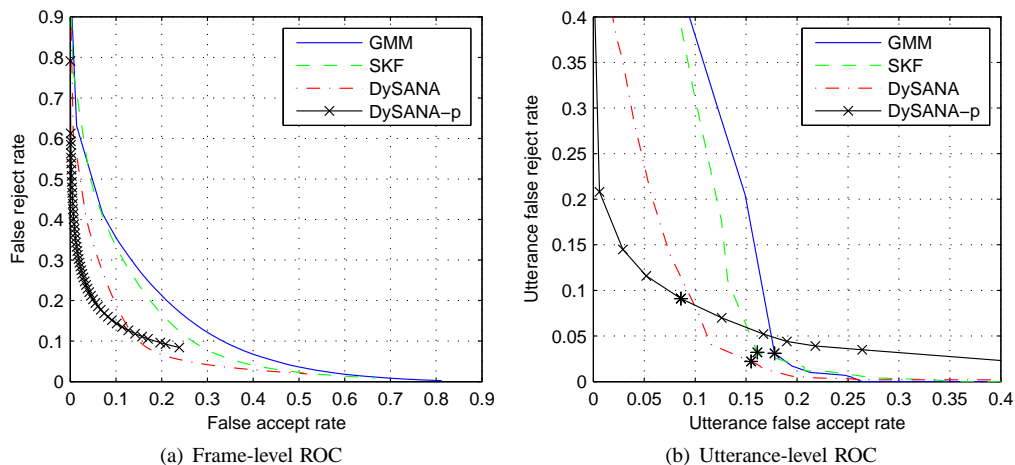 0.9
0.8
0.7
0.6
0.5
0.4
0.3
0.2
0.1
0
False reject rate
GMM
SKF
DySANA
DySANA−p
0 0.1 0.2 0.3 0.4 0.5 0.6 0.7 0.8 0.9
False accept rate
(a) Frame-level ROC
0.4
0.35
0.3
0.25
0.2
0.15
0.1
0.05
0
Utterance false reject rate
GMM
SKF
DySANA
DySANA−p
0 0.05 0.1 0.15 0.2 0.25 0.3 0.35 0.4
Utterance false accept rate
(b) Utterance-level ROC